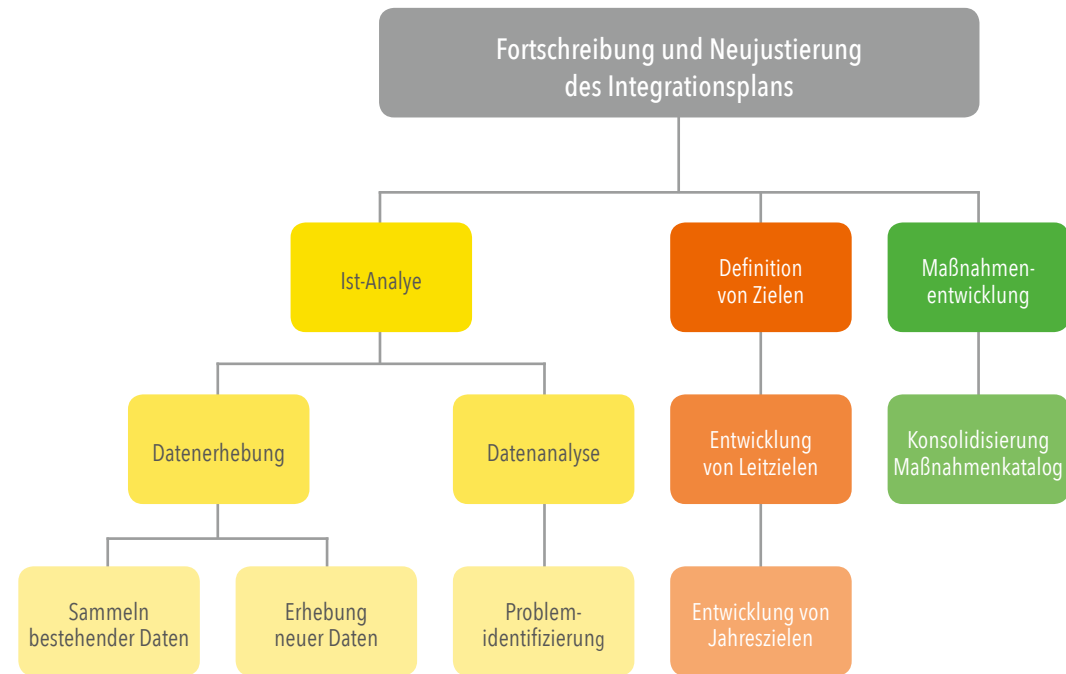 Fortschreibung und Neujustierung
des Integrationsplans
Ist-Analye
Definition
von Zielen
Maßnahmen-
entwicklung
Datenerhebung
Datenanalyse
Entwicklung
von Leitzielen
Konsolidisierung
Maßnahmenkatalog
Sammeln
bestehender Daten
Erhebung
neuer Daten
Problem-
identifizierung
Entwicklung von
Jahreszielen